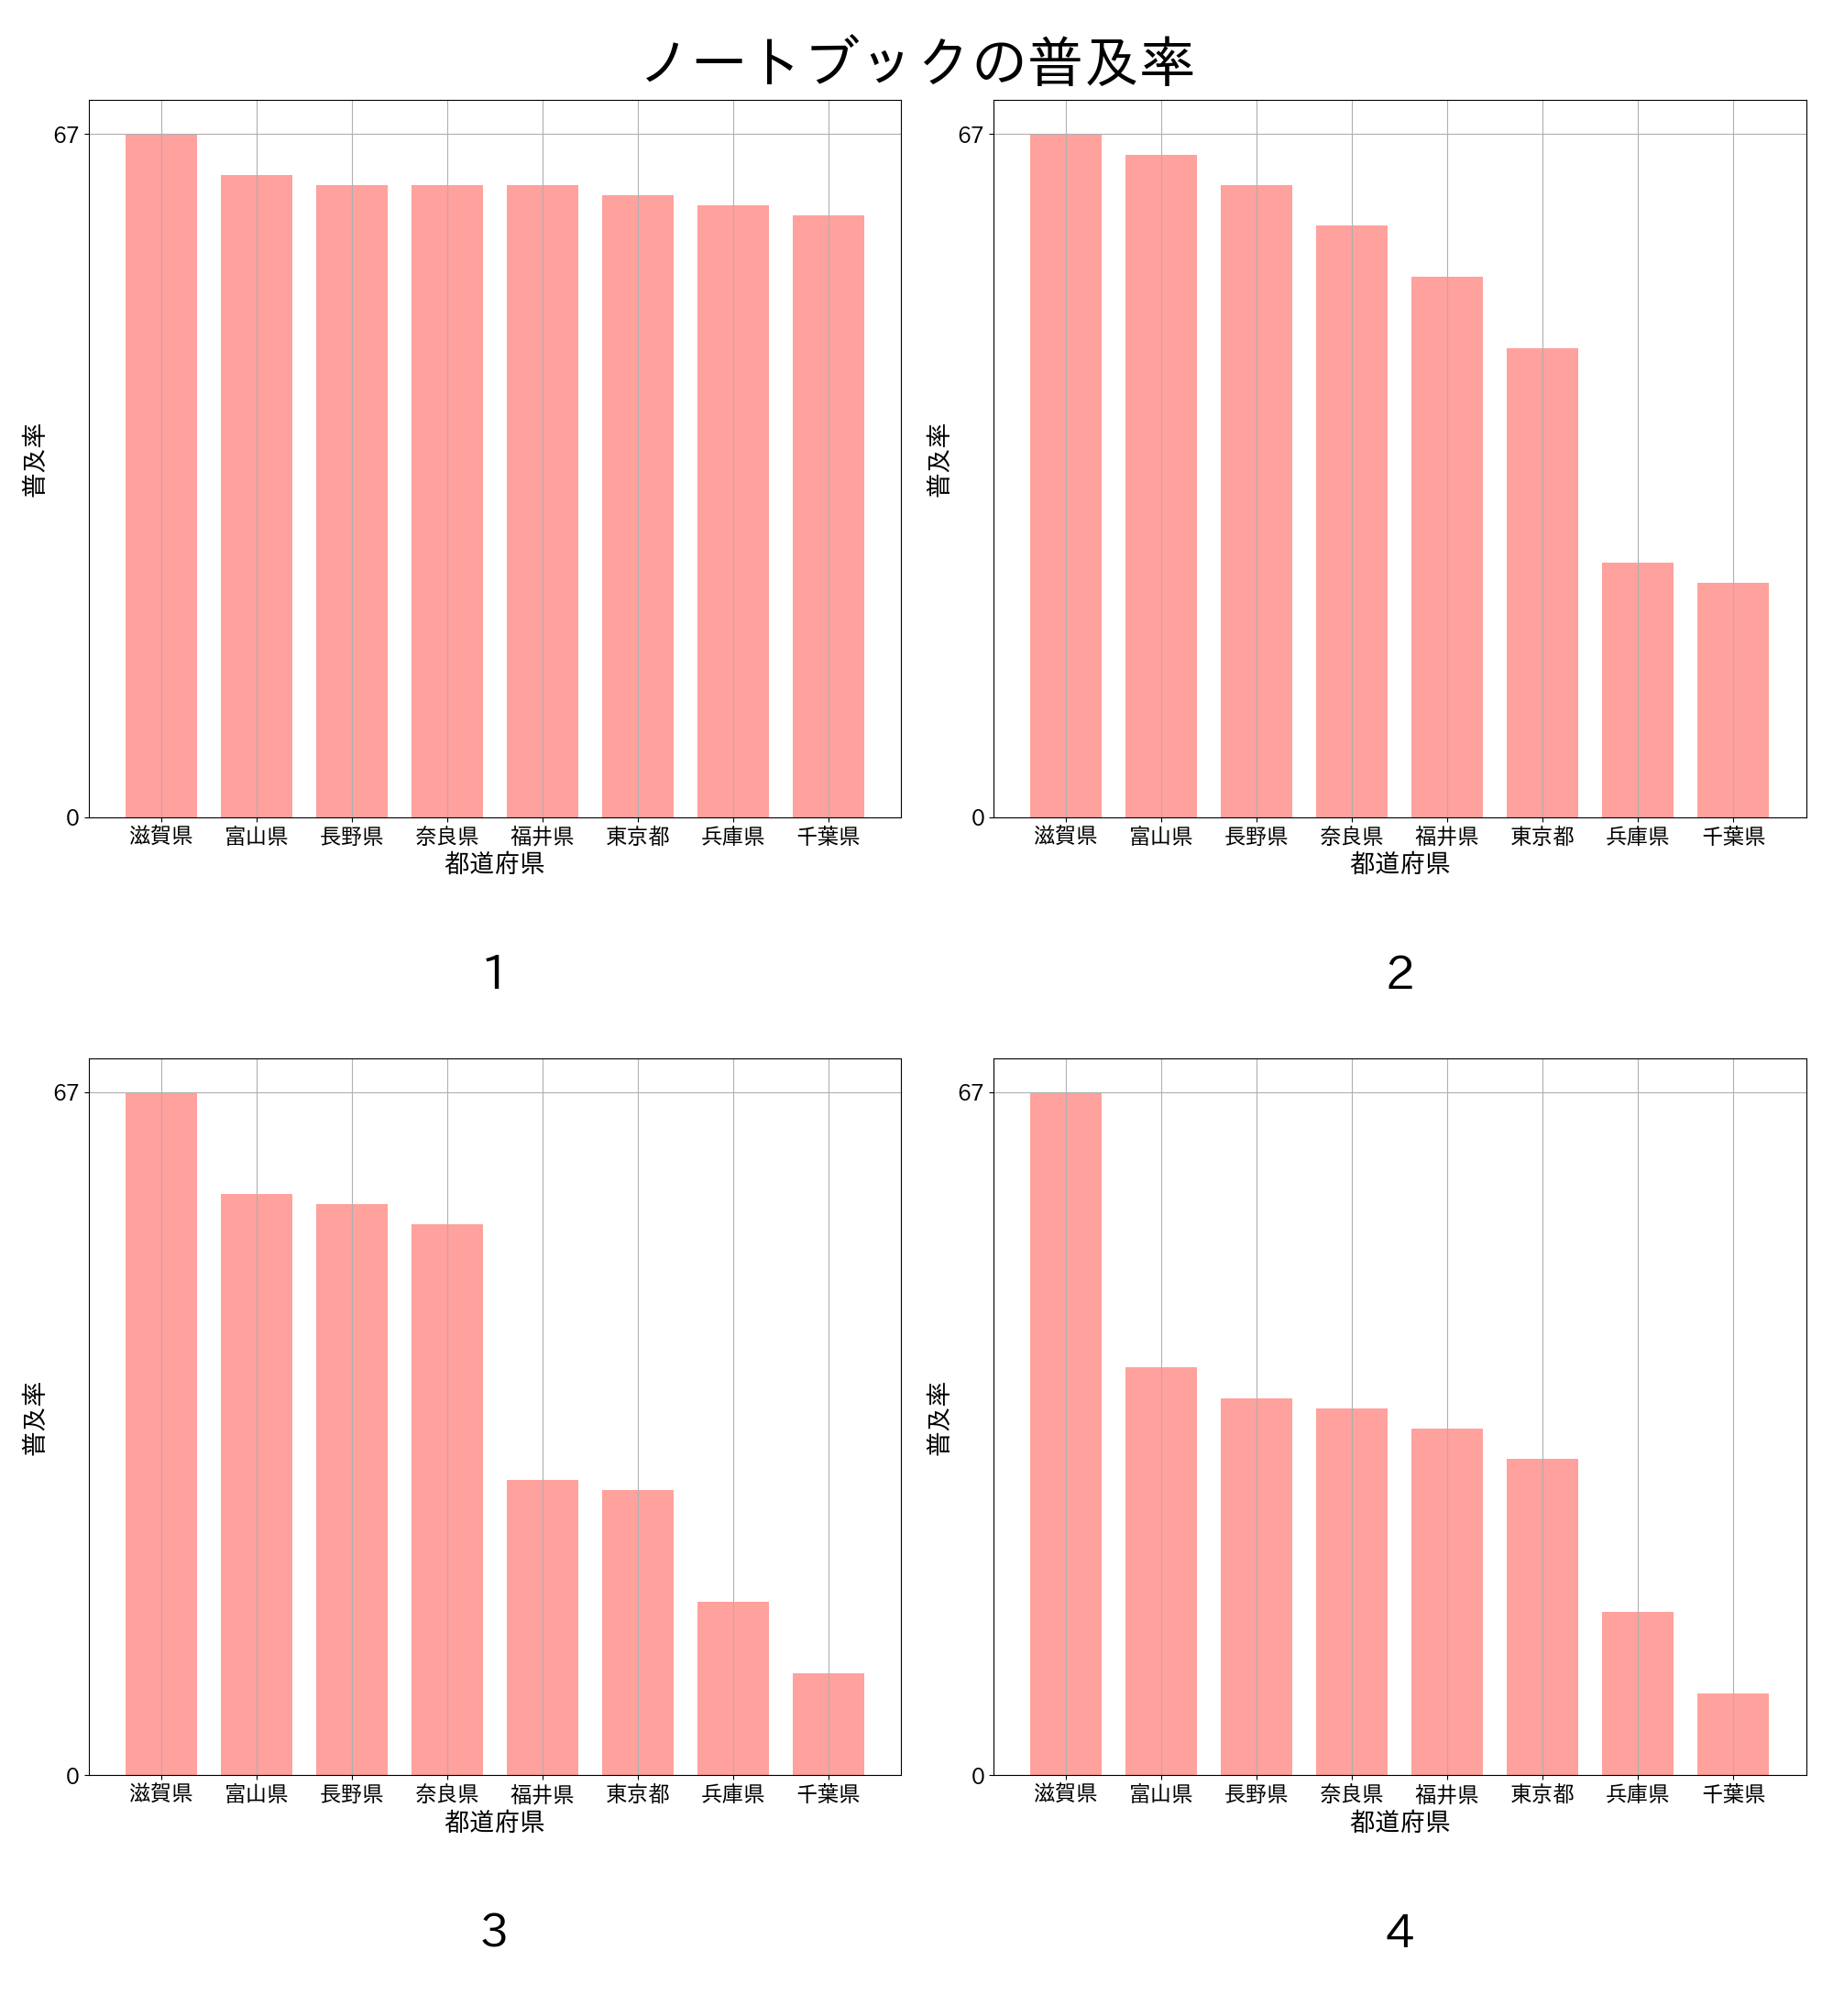 ノートブックの普及率
67
0
普及率
滋賀県 富山県 長野県 奈良県 福井県 東京都 兵庫県 千葉県
都道府県
1
67
0
普及率
滋賀県 富山県 長野県 奈良県 福井県 東京都 兵庫県 千葉県
都道府県
2
67
0
普及率
滋賀県 富山県 長野県 奈良県 福井県 東京都 兵庫県 千葉県
都道府県
3
67
0
普及率
滋賀県 富山県 長野県 奈良県 福井県 東京都 兵庫県 千葉県
都道府県
4